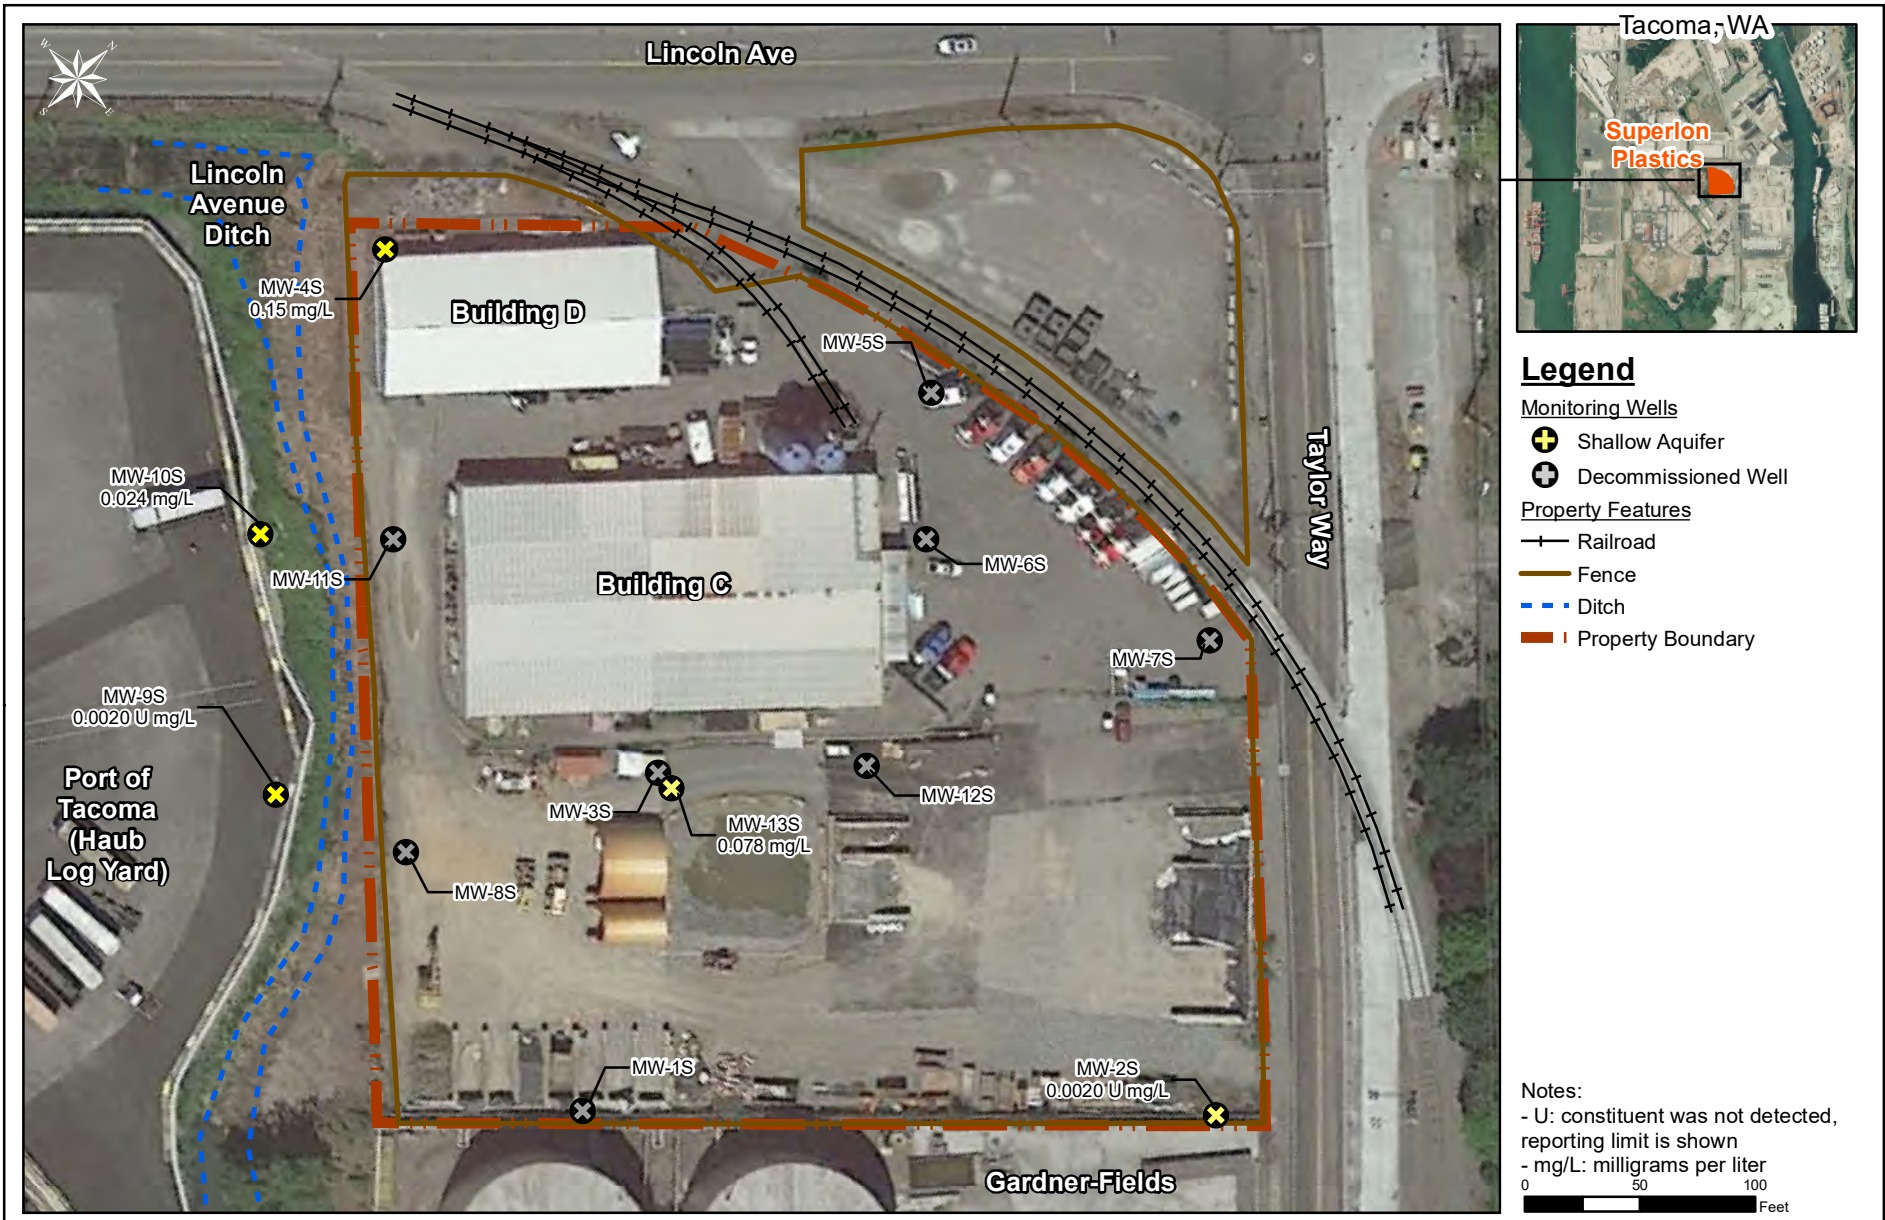 Lincoln Ave
Tacoma, WA
W
N
S
E
Lincoln
Avenue
Ditch
MW-4S
0.15 mg/L
Building D
MW-5S
Superlon
Plastics
MW-10S
0.024 mg/L
MW-11S
Building C
MW-6S
Taylor Way
MW-7S
MW-9S
0.0020 U mg/L
Port of
Tacoma
(Haub
Log Yard)
MW-3S
MW-13S
0.078 mg/L
MW-12S
MW-8S
MW-1S
MW-2S
0.0020 U mg/L
Gardner-Fields
Legend
Monitoring Wells
Shallow Aquifer
Decommissioned Well
Property Features
Railroad
Fence
Ditch
Property Boundary
Notes:
- U: constituent was not detected,
reporting limit is shown
- mg/L: milligrams per liter
0 50 100
Feet